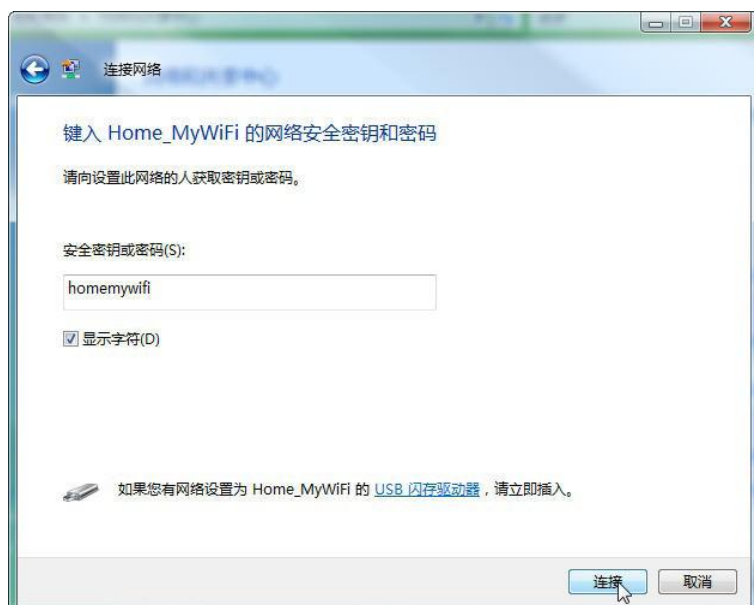 连接网络
键入 Home_MyWiFi 的网络安全密钥和密码
请向设置此网络的人获取密钥或密码。
安全密钥或密码(S):
homemywifi
显示字符(D)
如果您有网络设置为 Home_MyWiFi 的 USB 闪存驱动器，请立即插入。
连接 取消